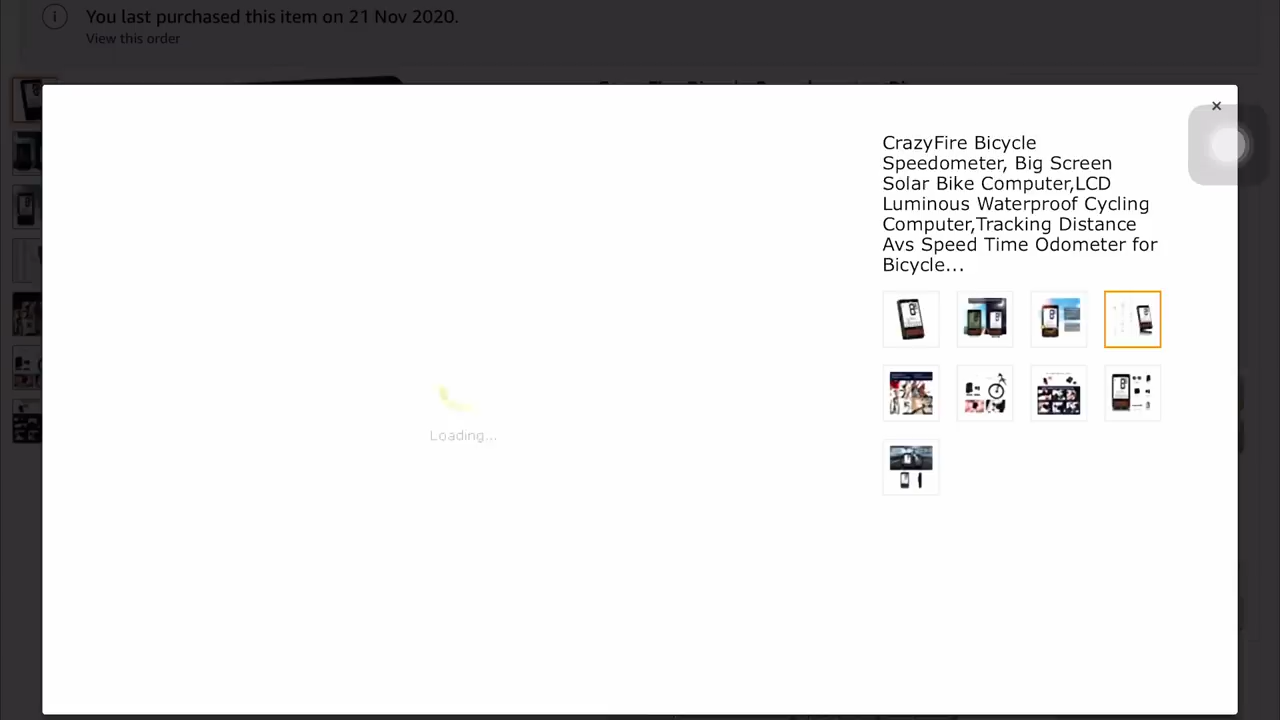 You last purchased this item on 21 Nov 2020.
View this order
CrazyFire Bicycle
Speedometer, Big Screen
Solar Bike Computer,LCD
Luminous Waterproof Cycling
Computer,Tracking Distance
Avs Speed Time Odometer for
Bicycle...
Loading...